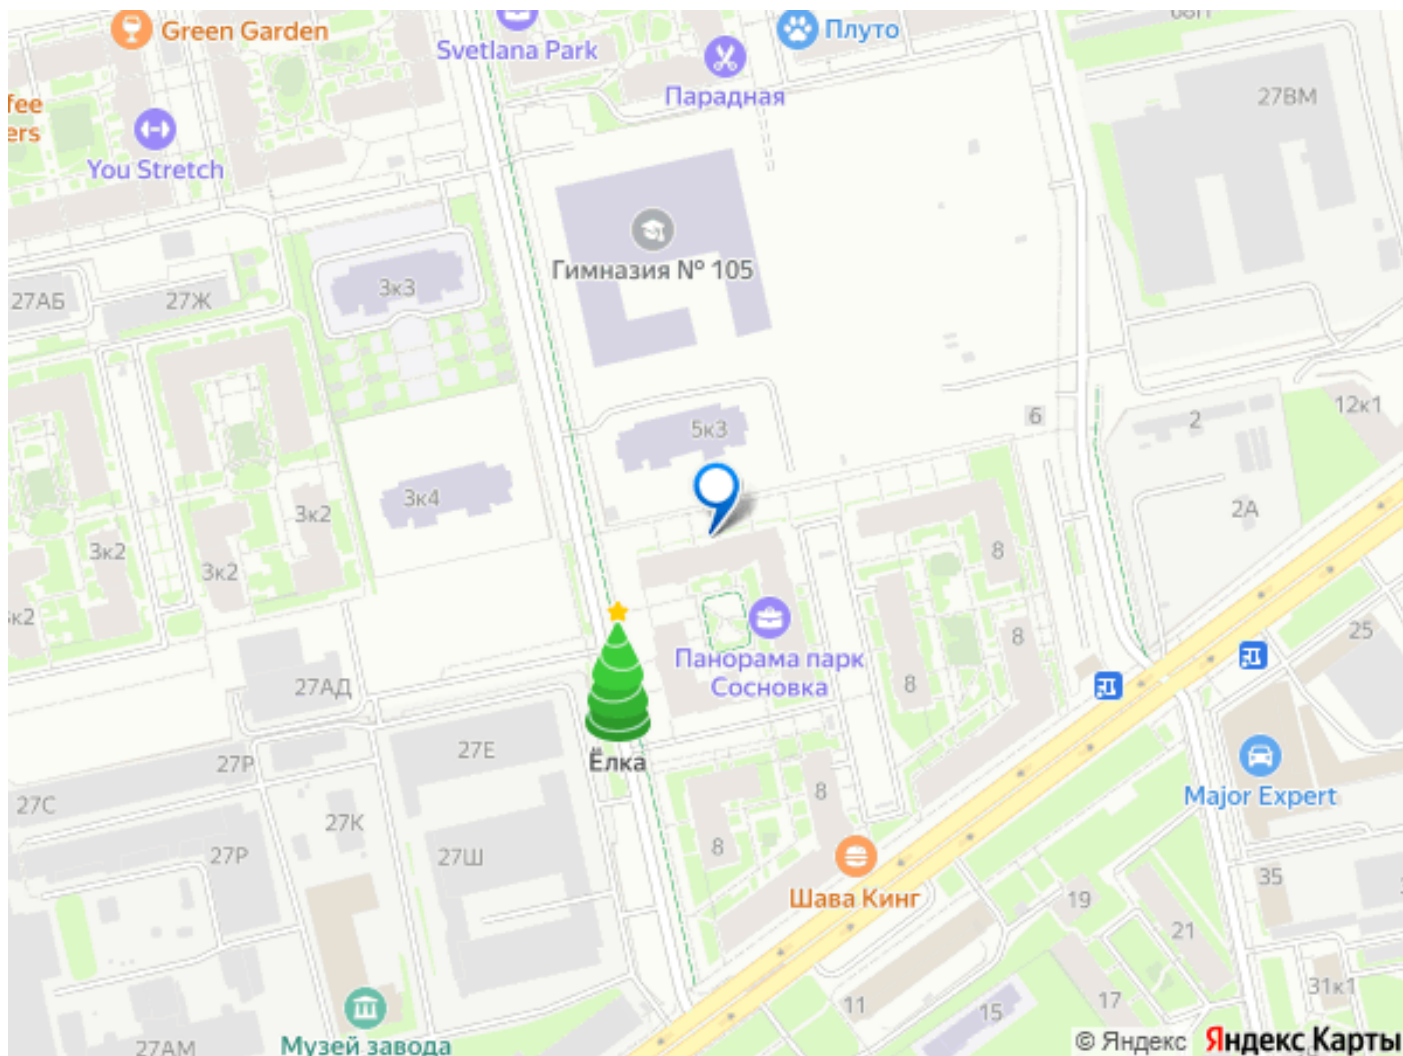 Green Garden
Svetlana Park
Плуто
Парадная
27ВМ
fee
ers
You Stretch
Гимназия № 105
3к3
27АБ
27Ж
5к3
6
2
12к1
3к4
3к2
3к2
3к2
к2
2А
8
8
8
25
Панорама парк
Сосновка
27АД
27Е
Ёлка
27Р
27С
27К
27Р
27Ш
8
8
Major Expert
Шава Кинг
35
19
21
17
15
11
31к1
27АМ
Музей завода
© Яндекс Яндекс Карты